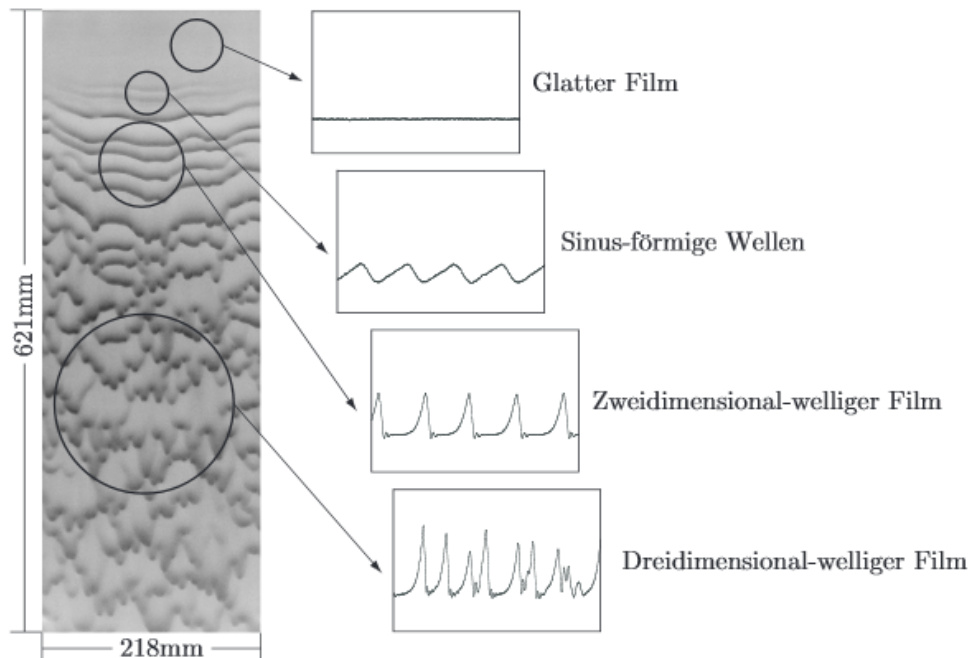 Glatter Film
Sinus-förmige Wellen
Zweidimensional-welliger Film
Dreidimensional-welliger Film
621mm
218mm